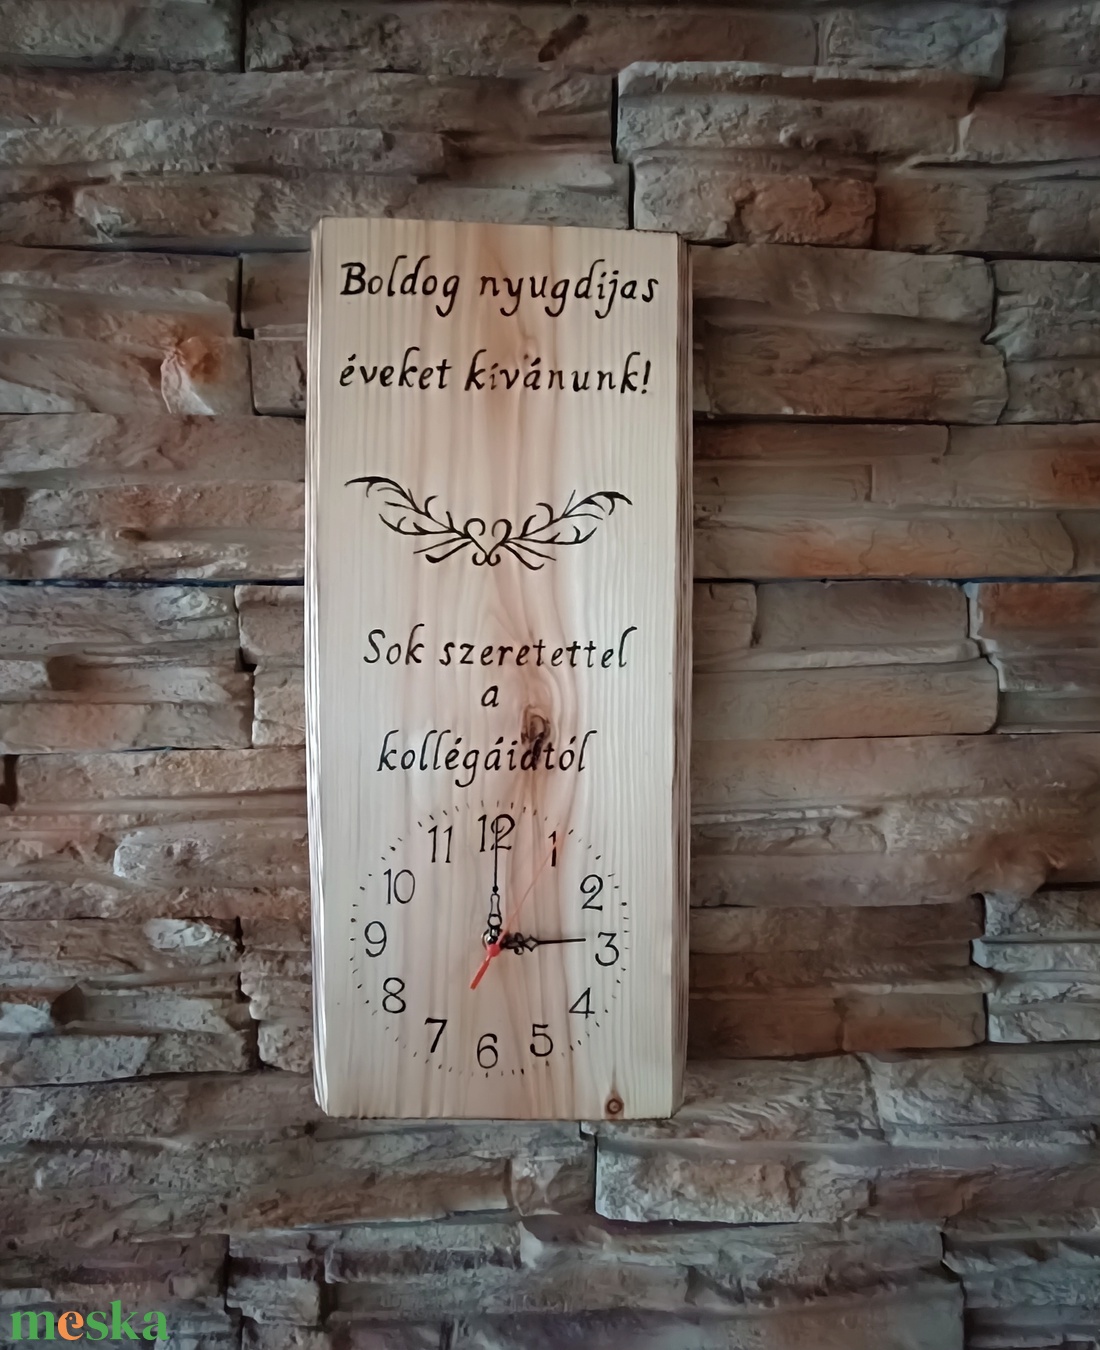 Boldog nyugdíjas
éveket kívánunk!
Sok szeretettel
a
kollégáidtól
12
1
2
3
4
5
6
7
8
9
10
11
meska